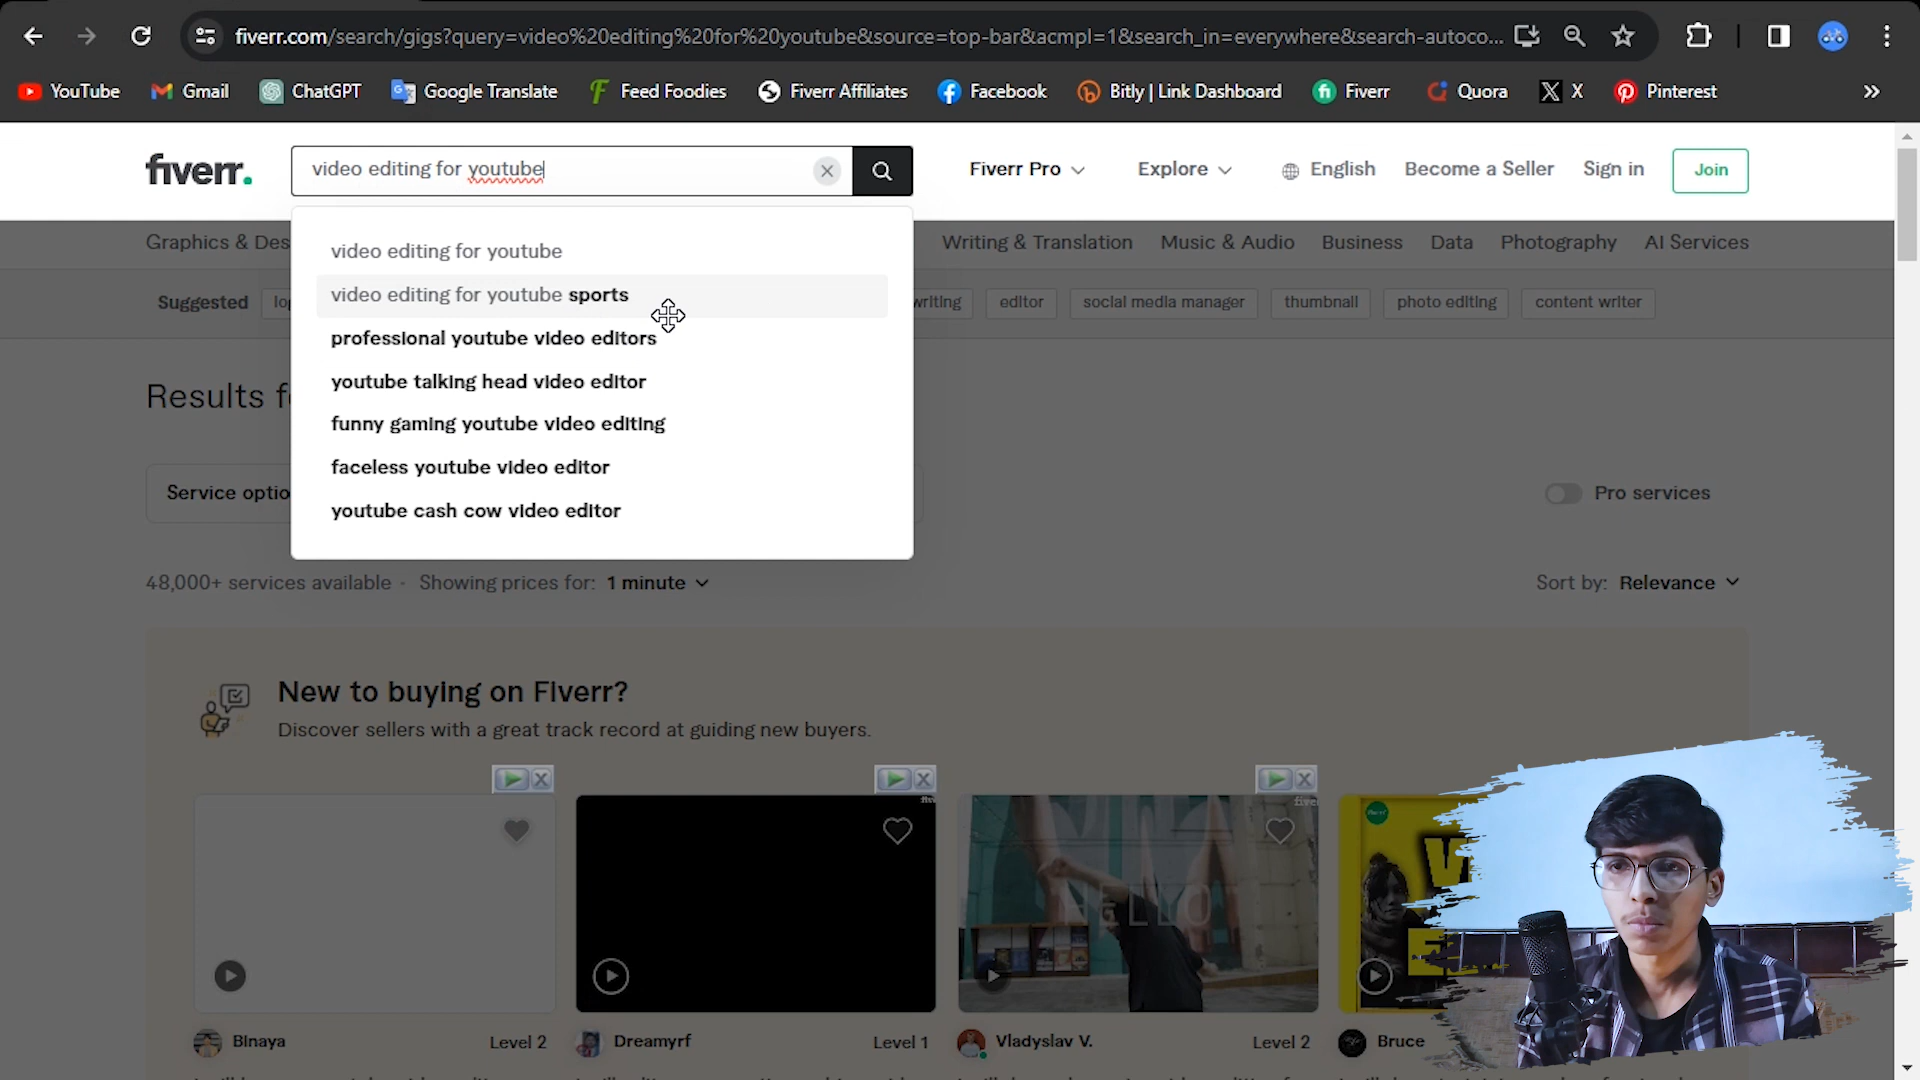 fiverr.com/search/gigs?query=video%20editing%20for%20youtube&source=top-bar&acmpl=1&search_in=everywhere&search-autoco...
YouTube Gmail ChatGPT Google Translate Feed Foodies Fiverr Affiliates Facebook Bitly | Link Dashboard Fiverr Quora X Pinterest »
fiverr. video editing for youtube Fiverr Pro Explore English Become a Seller Sign in Join
Graphics & Des Writing & Translation Music & Audio Business Data Photography AI Services
video editing for youtube
video editing for youtube sports
Suggested editor social media manager thumbnail photo editing content writer
professional youtube video editors
youtube talking head video editor
Results f
funny gaming youtube video editing
faceless youtube video editor
Service optio Pro services
youtube cash cow video editor
48,000+ services available · Showing prices for: 1 minute Sort by: Relevance
New to buying on Fiverr?
Discover sellers with a great track record at guiding new buyers.
HELLO
Binaya Level 2 Dreamyrf Level 1 Vladyslav V. Level 2 Bruce